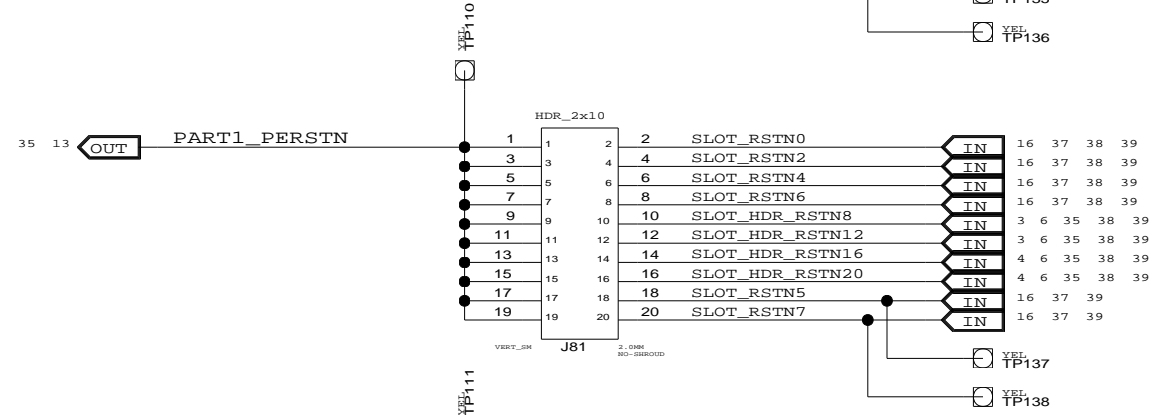 TP135
YEL
TP136
YEL
TP110
HDR_2x10
35 13 OUT PART1_PERSTN 1 1 2 2 SLOT_RSTN0 IN 16 37 38 39
3 3 4 4 SLOT_RSTN2 IN 16 37 38 39
5 5 6 6 SLOT_RSTN4 IN 16 37 38 39
7 7 8 8 SLOT_RSTN6 IN 16 37 38 39
9 9 10 10 SLOT_HDR_RSTN8 IN 3 6 35 38 39
11 11 12 12 SLOT_HDR_RSTN12 IN 3 6 35 38 39
13 13 14 14 SLOT_HDR_RSTN16 IN 4 6 35 38 39
15 15 16 16 SLOT_HDR_RSTN20 IN 4 6 35 38 39
17 17 18 18 SLOT_RSTN5 IN 16 37 39
19 19 20 20 SLOT_RSTN7 IN 16 37 39
VERT_SM J81 2.0MM
NO-SHROUD
YEL
TP137
YEL
TP111
YEL
TP138